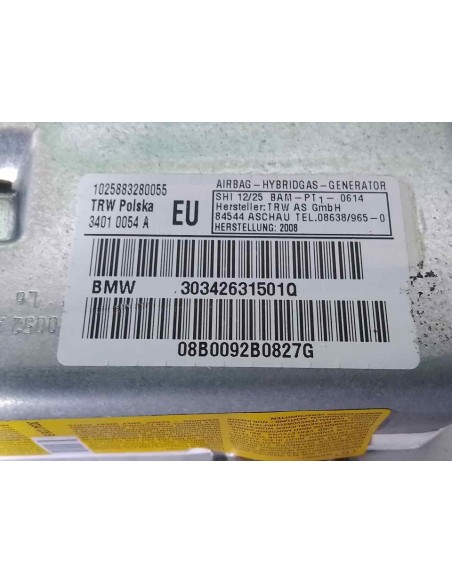 1025883280055
TRW Polska
3401 0054 A
EU
AIRBAG-HYBRIDGAS-GENERATOR
SHI 12/25 BAM-PT1-0614
Hersteller: TRW AS GmbH
84544 ASCHAU TEL.08638/965-0
HERSTELLUNG: 2008
BMW 30342631501Q
08B0092B0827G